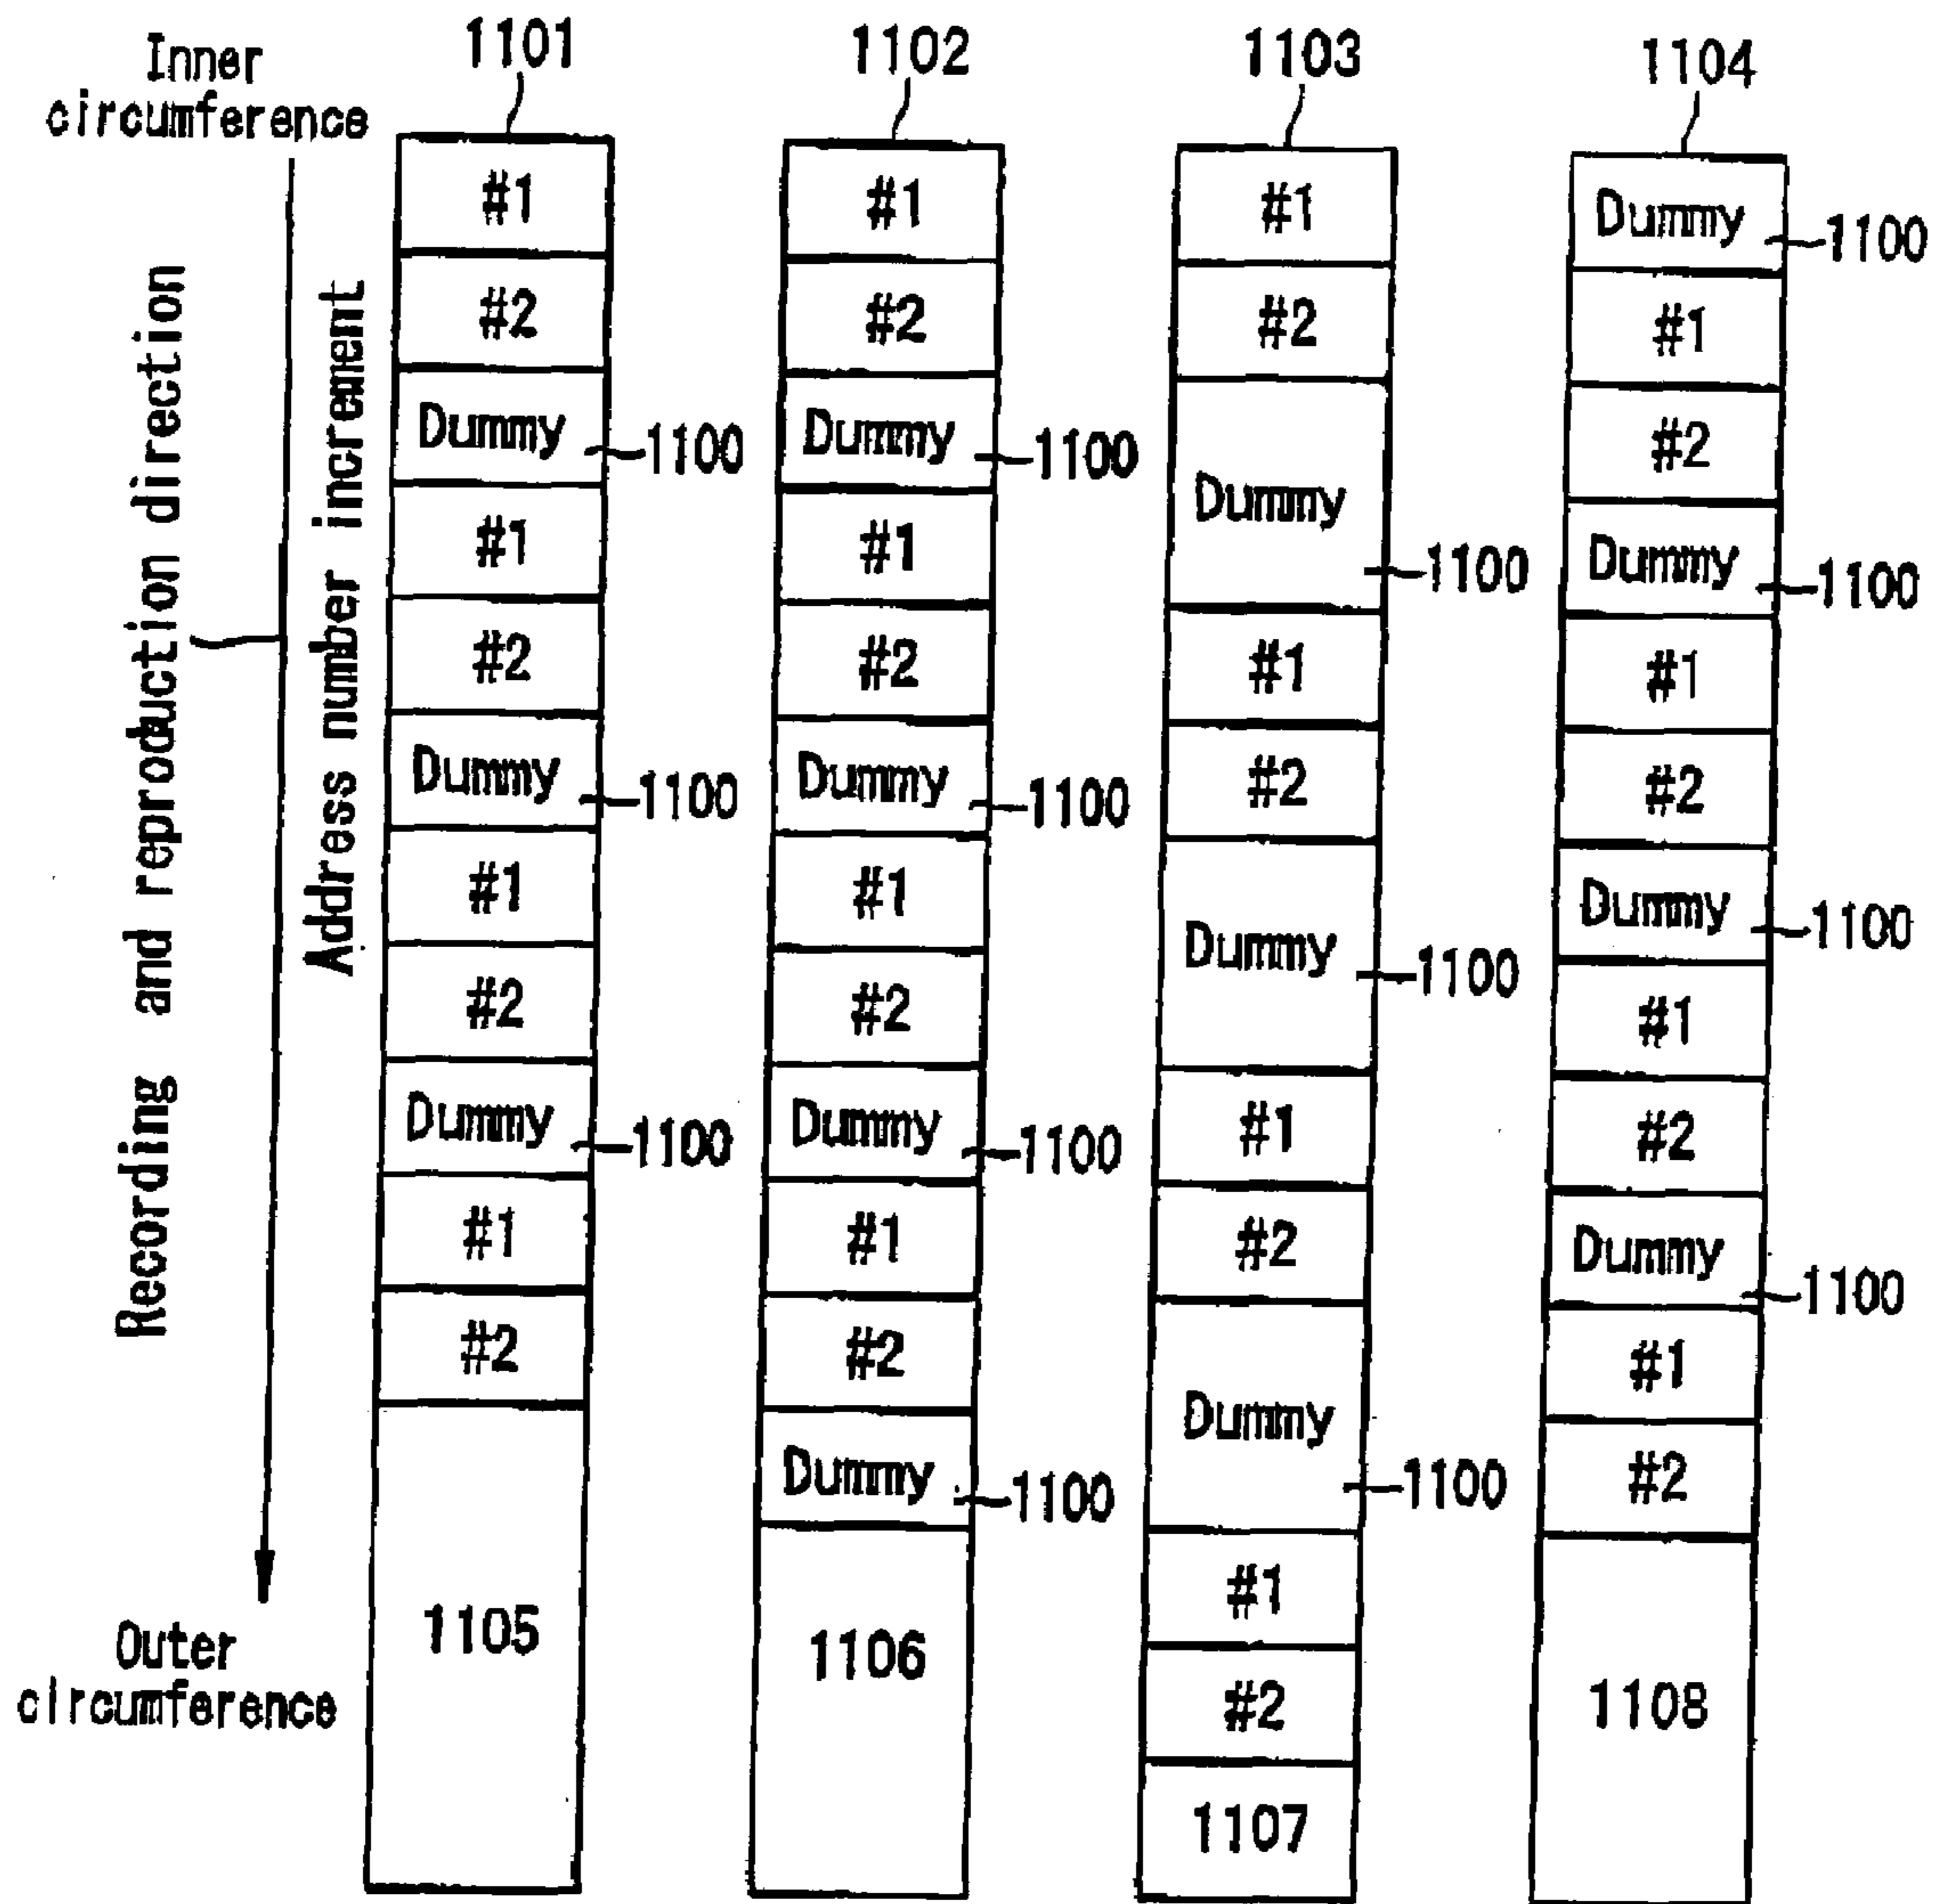 Inner
circumference
Recording and reproduction direction
Address number increment
Outer
circumference
1101
#1
#2
Dummy
1100
#1
#2
Dummy
1100
#1
#2
Dummy
1100
#1
#2
1105
1102
#1
#2
Dummy
1100
#1
#2
Dummy
1100
#1
#2
Dummy
1100
#1
#2
Dummy
1100
1106
1103
#1
#2
Dummy
1100
#1
#2
Dummy
1100
#1
#2
Dummy
1100
#1
#2
1107
1104
Dummy
1100
#1
#2
Dummy
1100
#1
#2
Dummy
1100
#1
#2
Dummy
1100
#1
#2
1108